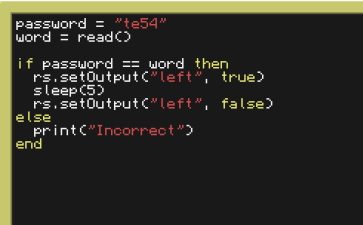 password = "te54"
word = read()

if password == word then
  rs.setOutput("left", true)
  sleep(5)
  rs.setOutput("left", false)
else
  print("Incorrect")
end